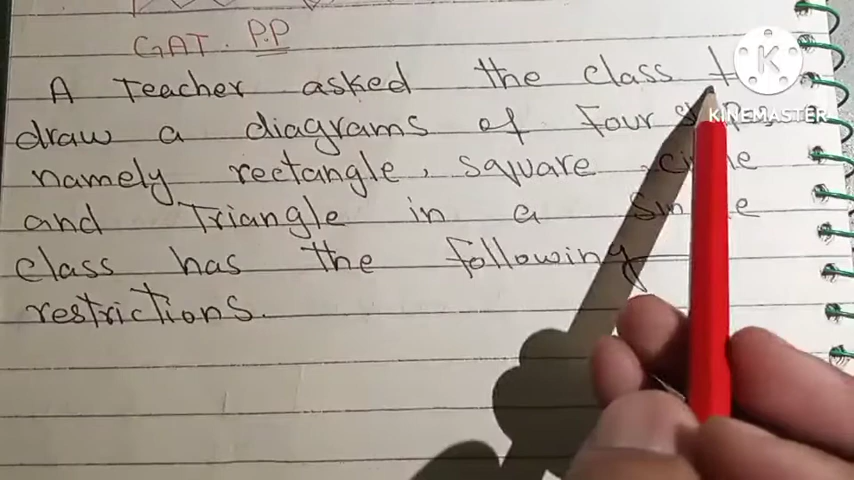 GAT. P.P
A Teacher asked the class
draw a diagrams of Four
namely rectangle, square,
and Triangle in a
class has the following
restrictions.
K
KINEMASTER